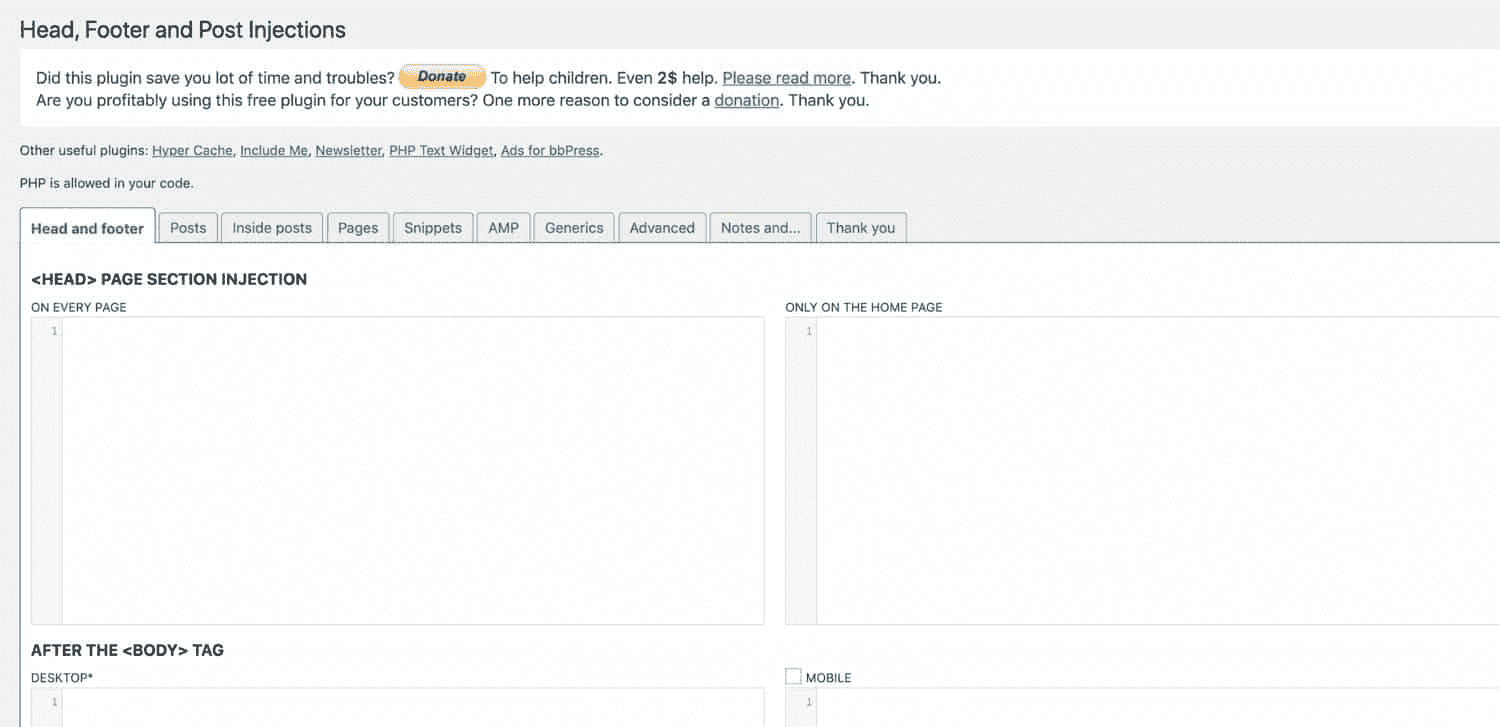 Head, Footer and Post Injections
Did this plugin save you lot of time and troubles? Donate To help children. Even 2$ help. Please read more. Thank you.
Are you profitably using this free plugin for your customers? One more reason to consider a donation. Thank you.
Other useful plugins: Hyper Cache, Include Me, Newsletter, PHP Text Widget, Ads for bbPress.
PHP is allowed in your code.
Head and footer Posts Inside posts Pages Snippets AMP Generics Advanced Notes and... Thank you
<HEAD> PAGE SECTION INJECTION
ON EVERY PAGE ONLY ON THE HOME PAGE
1 1
AFTER THE <BODY> TAG
DESKTOP* MOBILE
1 1